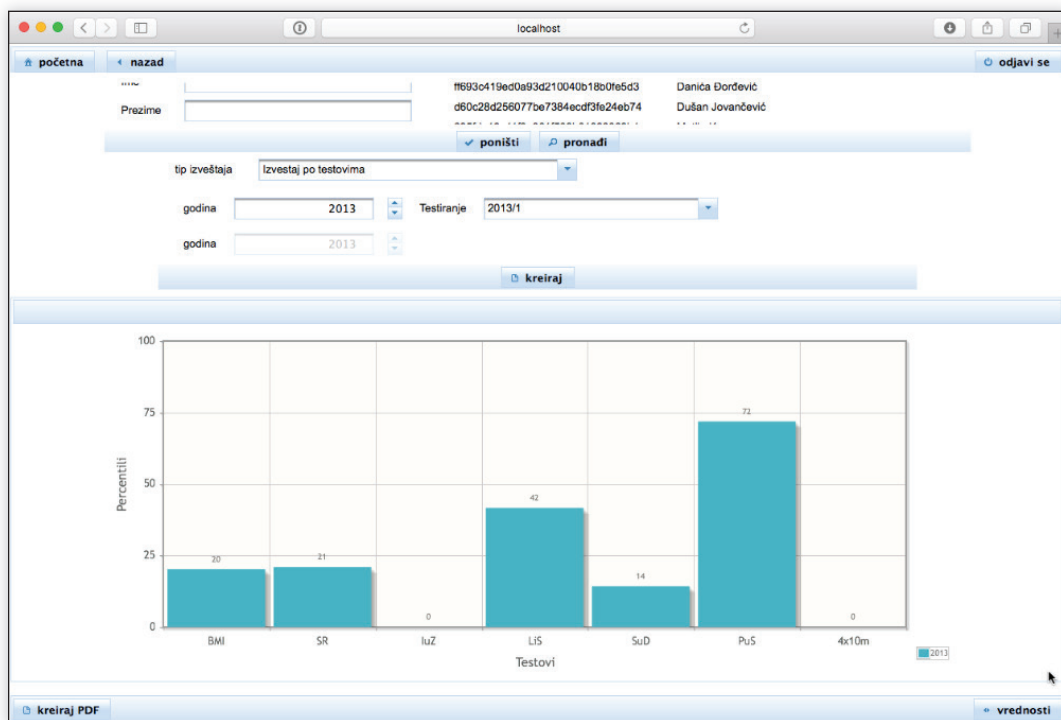 localhost
početna nazad odjavi se
ff693c419ed0a93d210040b18b0fe5d3 Danića Đorđević
Prezime d60c28d256077be7384ecdf3fe24eb74 Dušan Jovančević
poništi pronađi
tip izveštaja Izvestaj po testovima
godina 2013 Testiranje 2013/1
godina 2013
kreiraj
100
75
50
25
0
Percentili
20
21
0
42
14
72
0
BMI SR IuZ LiS SuD PuS 4x10m
Testovi
2013
kreiraj PDF vrednosti